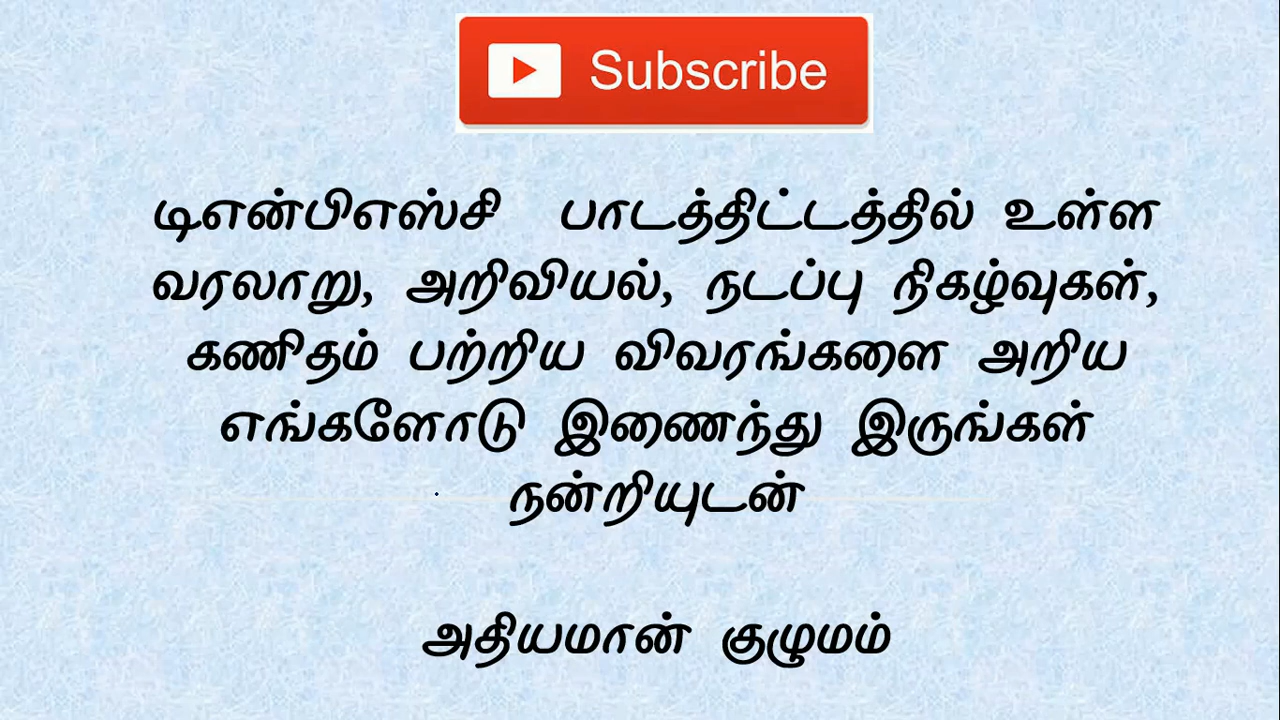 Subscribe
டிஎன்பிஎஸ்சி பாடத்திட்டத்தில் உள்ள
வரலாறு, அறிவியல், நடப்பு நிகழ்வுகள்,
கணிதம் பற்றிய விவரங்களை அறிய
எங்களோடு இணைந்து இருங்கள்
நன்றியுடன்
அதியமான் குழுமம்